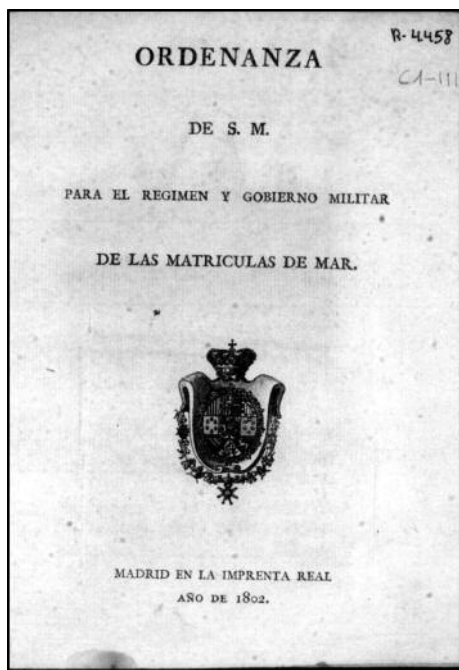 R-4458
C1-III
ORDENANZA
DE S. M.
PARA EL REGIMEN Y GOBIERNO MILITAR
DE LAS MATRICULAS DE MAR.
MADRID EN LA IMPRENTA REAL
AÑO DE 1802.